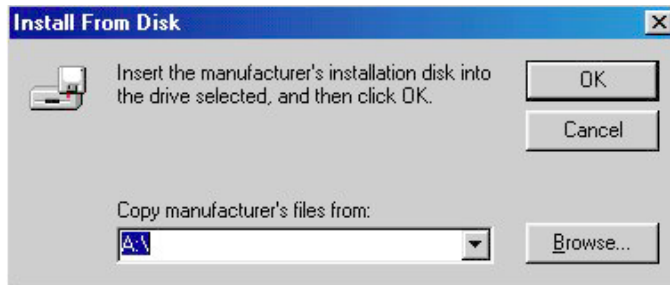 Install From Disk
Insert the manufacturer's installation disk into
the drive selected, and then click OK.
OK
Cancel
Copy manufacturer's files from:
A:\
Browse...